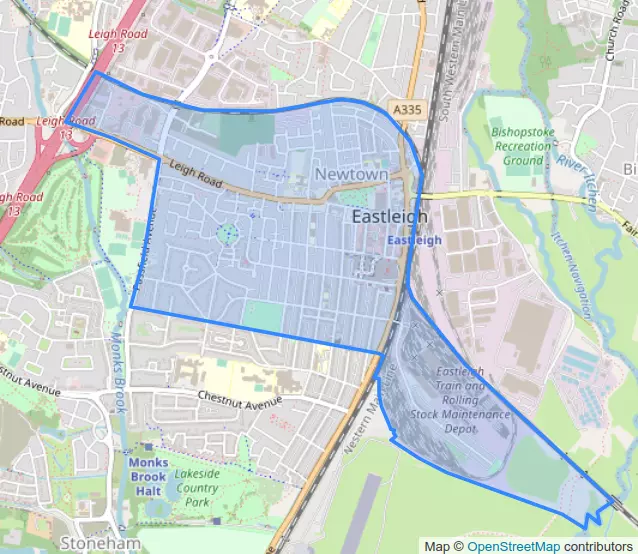 Leigh Road
13
Church Road
A335
South Western Main Line
Road
Leigh Road
13
Bishopstoke
Recreation
Ground
Leigh Road
Newtown
River Itchen
Bi
Leigh Road
13
Eastleigh
Fair
Passfield Avenue
Eastleigh
Itchen Navigation
Monks Brook
Eastleigh
Train and
Rolling
Stock Maintenance
Depot
estnut Avenue
Chestnut Avenue
Western Main Line
Monks
Brook
Halt
Lakeside
Country
Park
Stoneham
Map © OpenStreetMap contributors